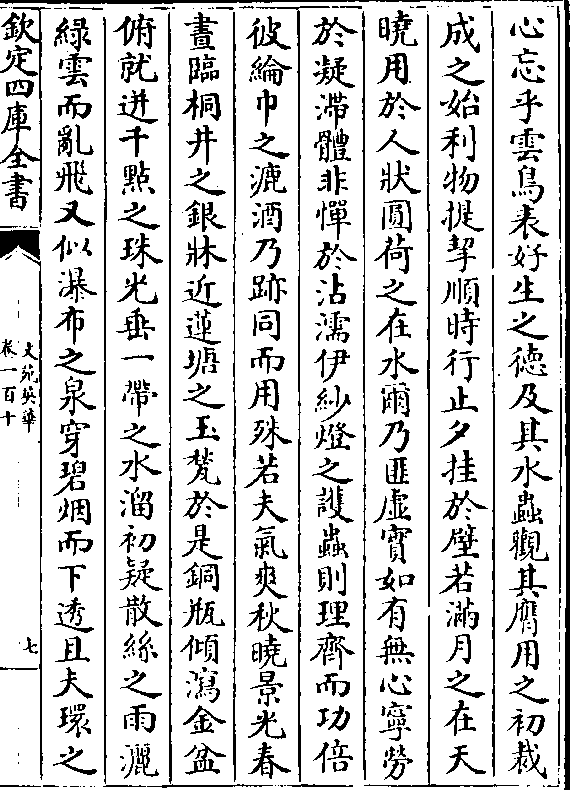 心忘乎雲鳥表好生之徳及其水蟲觀其膺用之初裁
成之始利物提挈順時行止夕挂於壁若滿月之在天
曉用於人狀圓荷之在水爾乃匪虚實如有無心寧勞
於凝滯體非憚於沾濡伊紗燈之護蟲則理齊而功倍
彼綸巾之漉酒乃跡同而用殊若夫氣爽秋曉景光春
晝臨桐井之銀牀近蓮塘之玉甃於是銅瓶傾瀉金盆
俯就迸千點之珠光垂一帶之水溜初疑散絲之雨灑
緑雲而亂飛又似瀑布之泉穿碧烟而下透且夫環之
欽定四庫全書
文苑英華
卷一百十
七